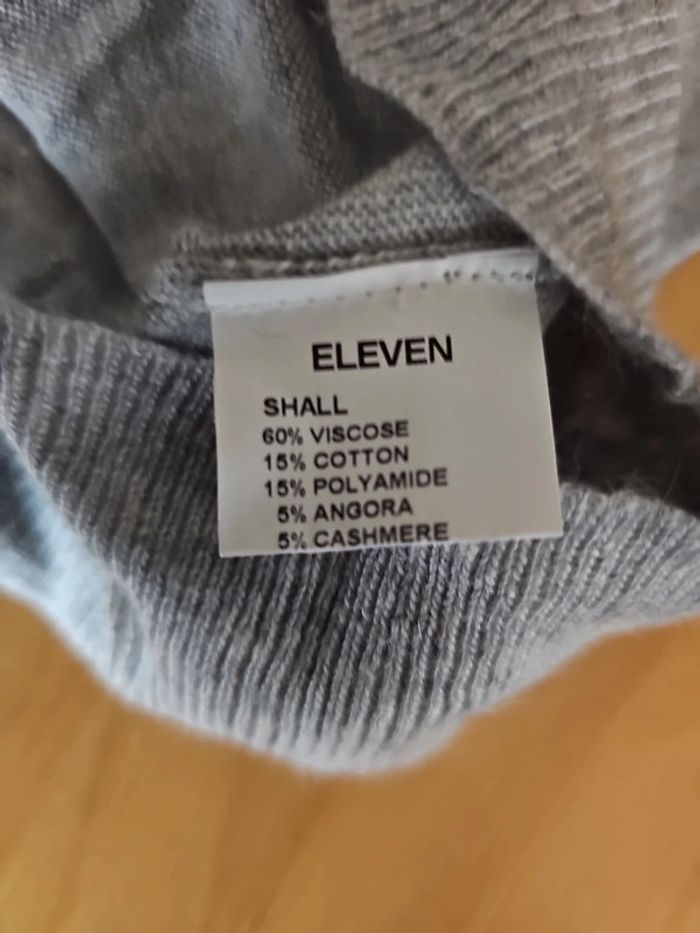 ELEVEN
SHALL
60% VISCOSE
15% COTTON
15% POLYAMIDE
5% ANGORA
5% CASHMERE